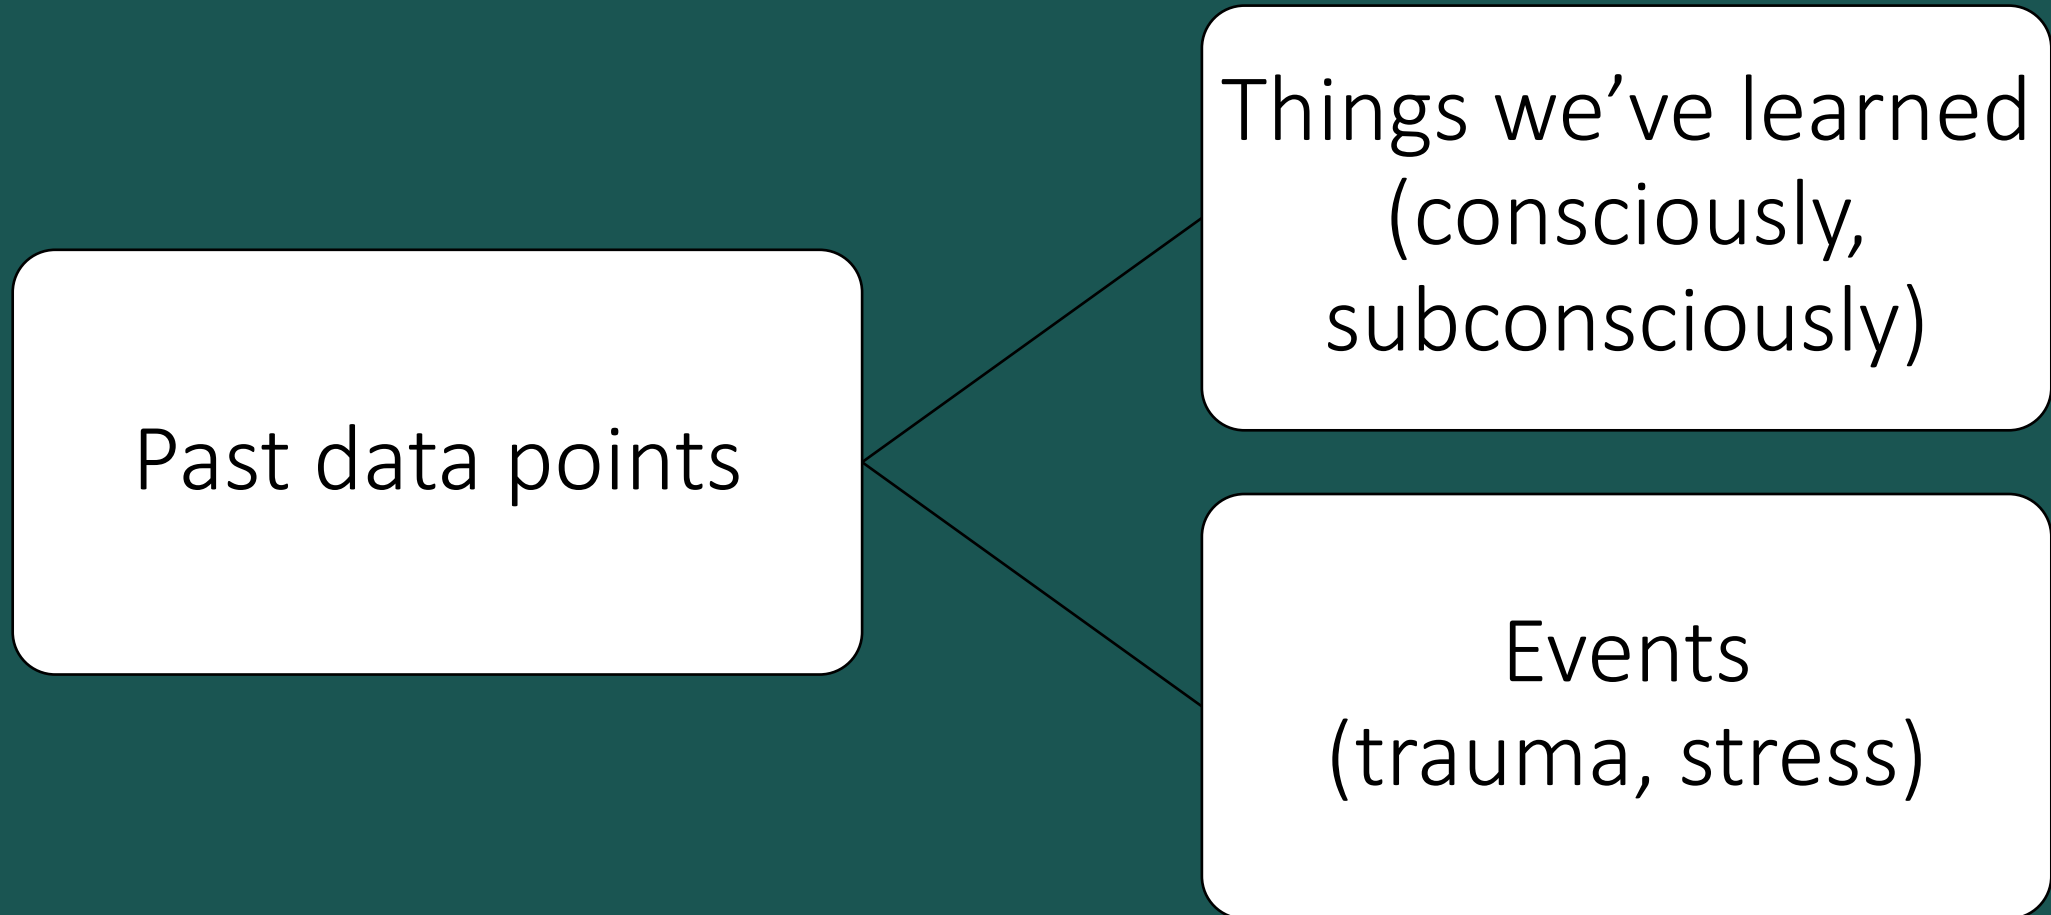 Past data points
Things we’ve learned
(consciously,
subconsciously)
Events
(trauma, stress)